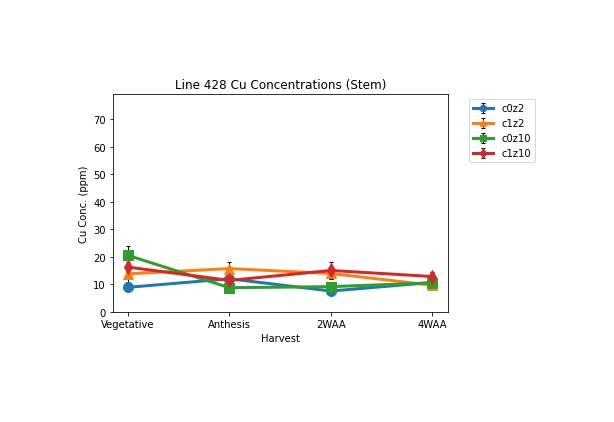 Line 428 Cu Concentrations (Stem)
c0z2
c1z2
c0z10
c1z10
Cu Conc. (ppm)
70
60
50
40
30
20
10
0
Vegetative Anthesis 2WAA 4WAA
Harvest